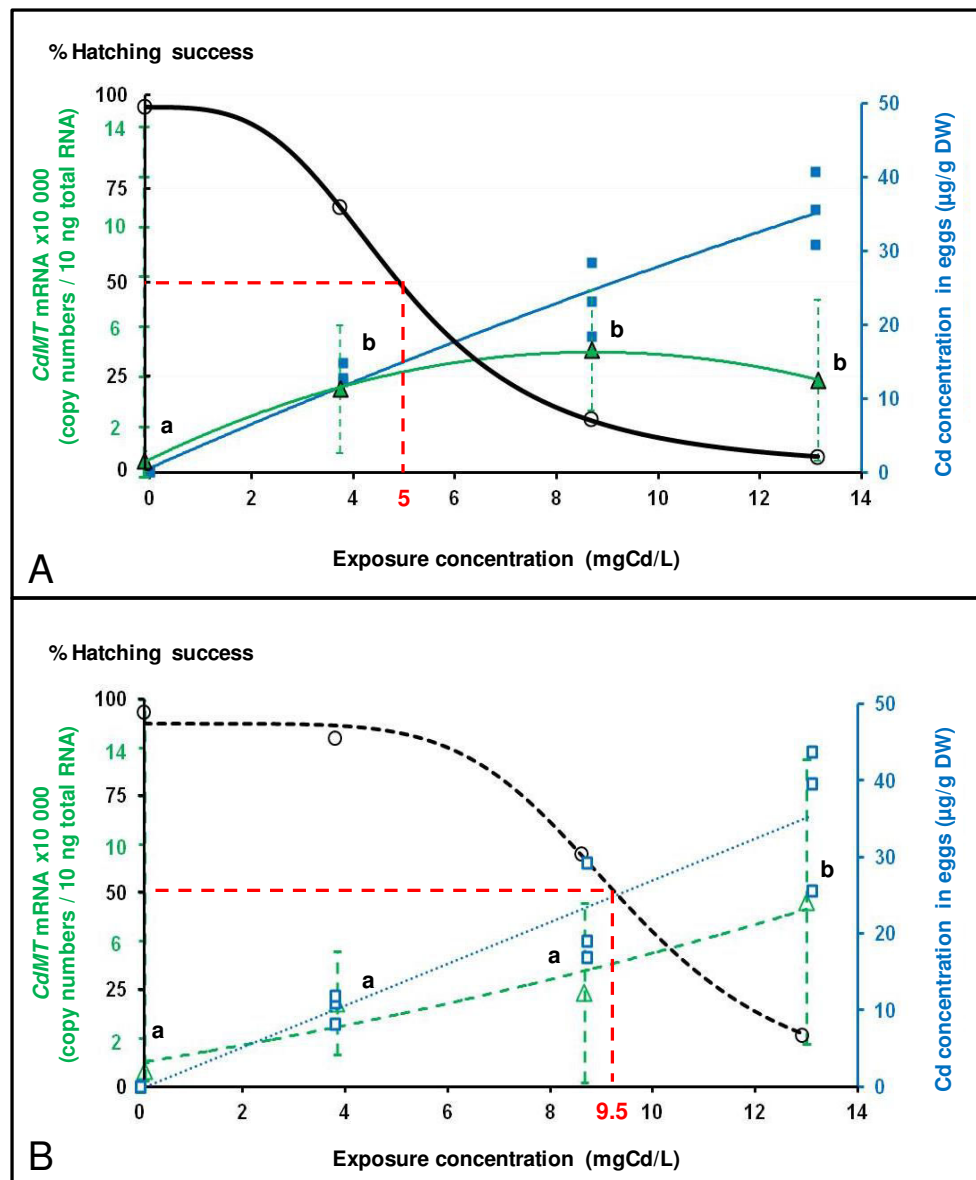 % Hatching success
CdMT mRNA x10 000
(copy numbers / 10 ng total RNA)
100
75
50
25
0
14
10
6
2
a
b
b
b
50
40
30
20
10
0
Cd concentration in eggs (µg/g DW)
0 2 4 5 6 8 10 12 14
Exposure concentration (mgCd/L)
A
% Hatching success
CdMT mRNA x10 000
(copy numbers / 10 ng total RNA)
100
75
50
25
0
14
10
6
2
a
a
a
b
50
40
30
20
10
0
Cd concentration in eggs (µg/g DW)
0 2 4 6 8 9.5 10 12 14
Exposure concentration (mgCd/L)
B